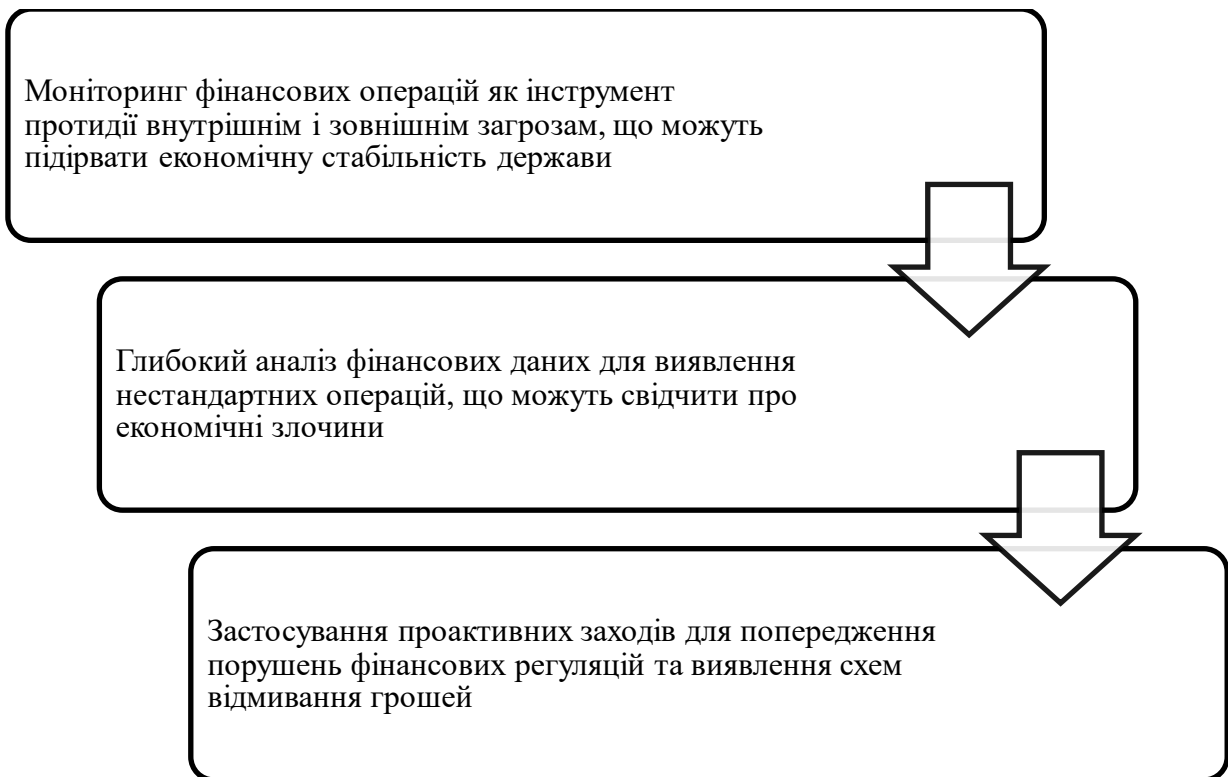 Моніторинг фінансових операцій як інструмент
протидії внутрішнім і зовнішнім загрозам, що можуть
підірвати економічну стабільність держави
Глибокий аналіз фінансових даних для виявлення
нестандартних операцій, що можуть свідчити про
економічні злочини
Застосування проактивних заходів для попередження
порушень фінансових регуляцій та виявлення схем
відмивання грошей